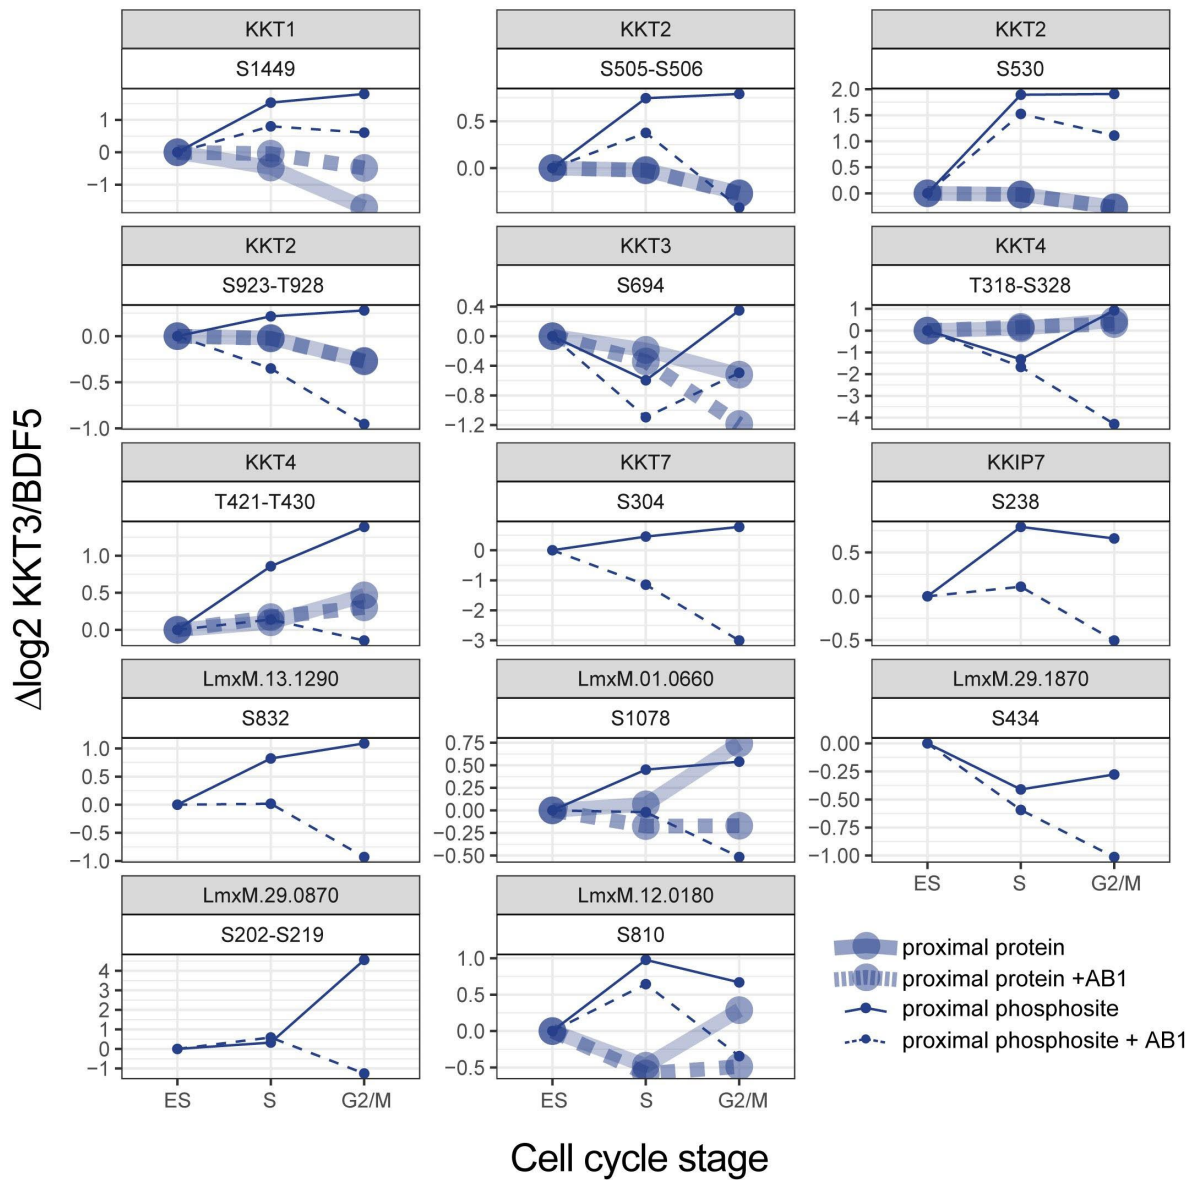 KKT1
S1449
1
0
−1
KKT2
S505-S506
0.5
0.0
KKT2
S530
2.0
1.5
1.0
0.5
0.0
KKT2
S923-T928
0.0
−0.5
−1.0
KKT3
S694
0.4
0.0
−0.4
−0.8
−1.2
KKT4
T318-S328
1
0
−1
−2
−3
−4
KKT4
T421-T430
1.0
0.5
0.0
KKT7
S304
0
−1
−2
−3
KKIP7
S238
0.5
0.0
−0.5
LmxM.13.1290
S832
1.0
0.5
0.0
−0.5
−1.0
LmxM.01.0660
S1078
0.75
0.50
0.25
0.00
−0.25
−0.50
LmxM.29.1870
S434
0.00
−0.25
−0.50
−0.75
−1.00
ES S G2/M
LmxM.29.0870
S202-S219
4
3
2
1
0
−1
ES S G2/M
LmxM.12.0180
S810
1.0
0.5
0.0
−0.5
ES S G2/M
proximal protein
proximal protein +AB1
proximal phosphosite
proximal phosphosite + AB1
Δlog2 KKT3/BDF5
Cell cycle stage